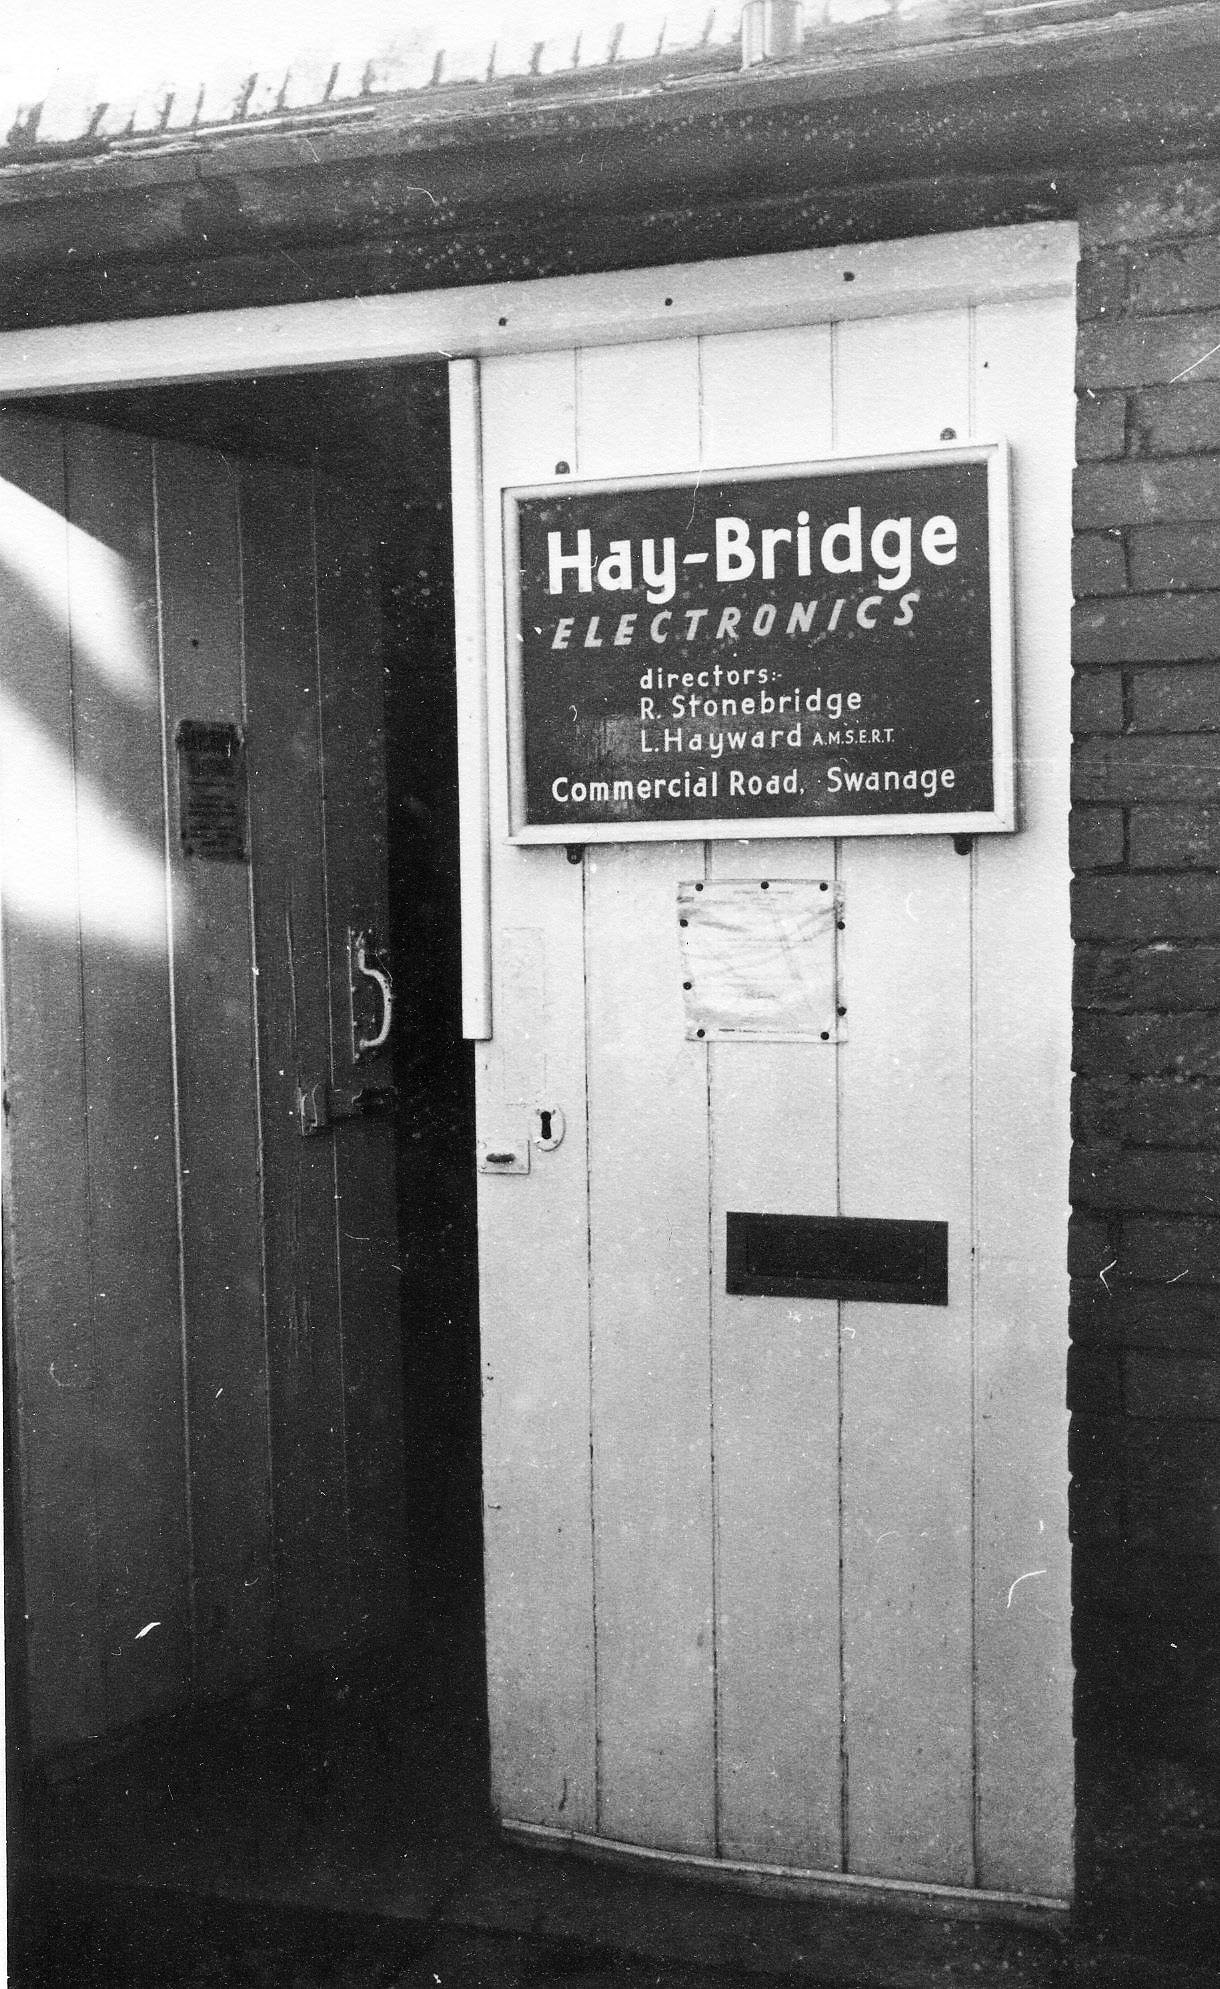 Hay-Bridge
ELECTRONICS
directors:-
R. Stonebridge
L. Hayward A.M.S.E.R.T.
Commercial Road, Swanage